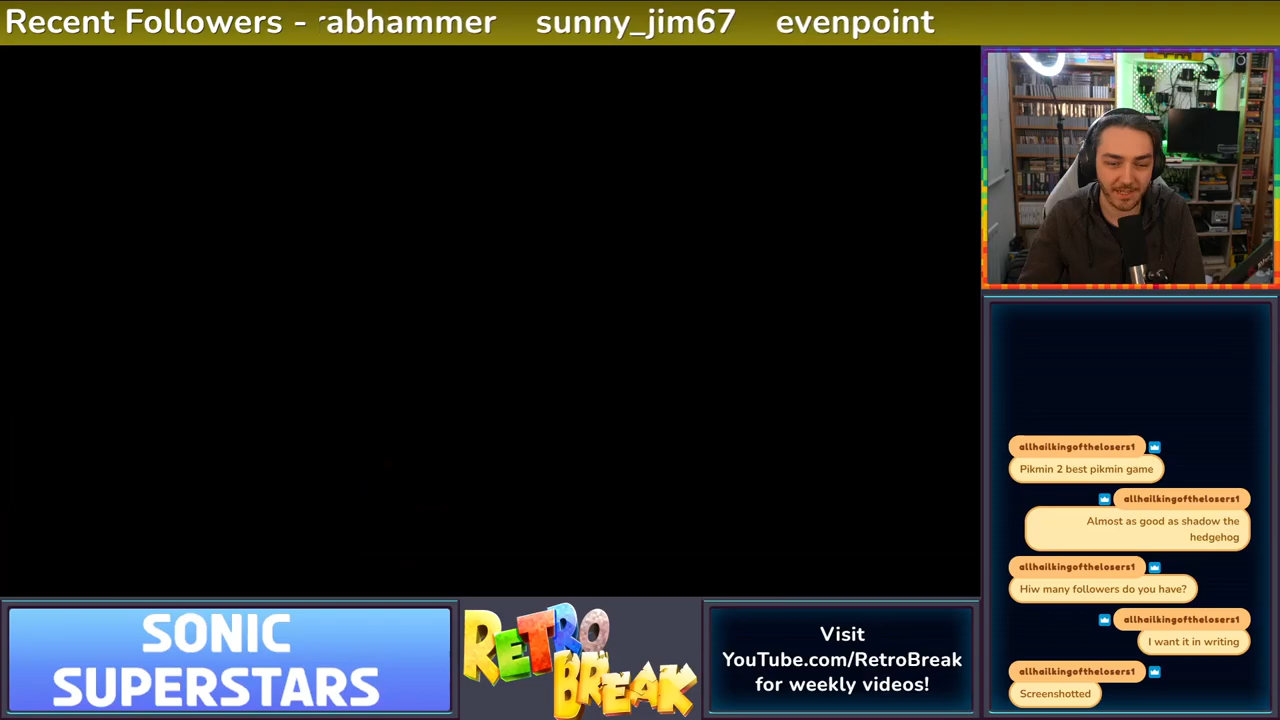 Recent Followers - rabhammer sunny_jim67 evenpoint
allhailkingofthelosers1
Pikmin 2 best pikmin game
allhailkingofthelosers1
Almost as good as shadow the
hedgehog
allhailkingofthelosers1
Hiw many followers do you have?
allhailkingofthelosers1
I want it in writing
allhailkingofthelosers1
Screenshotted
SONIC
SUPERSTARS
RETRO
BREAK
Visit
YouTube.com/RetroBreak
for weekly videos!